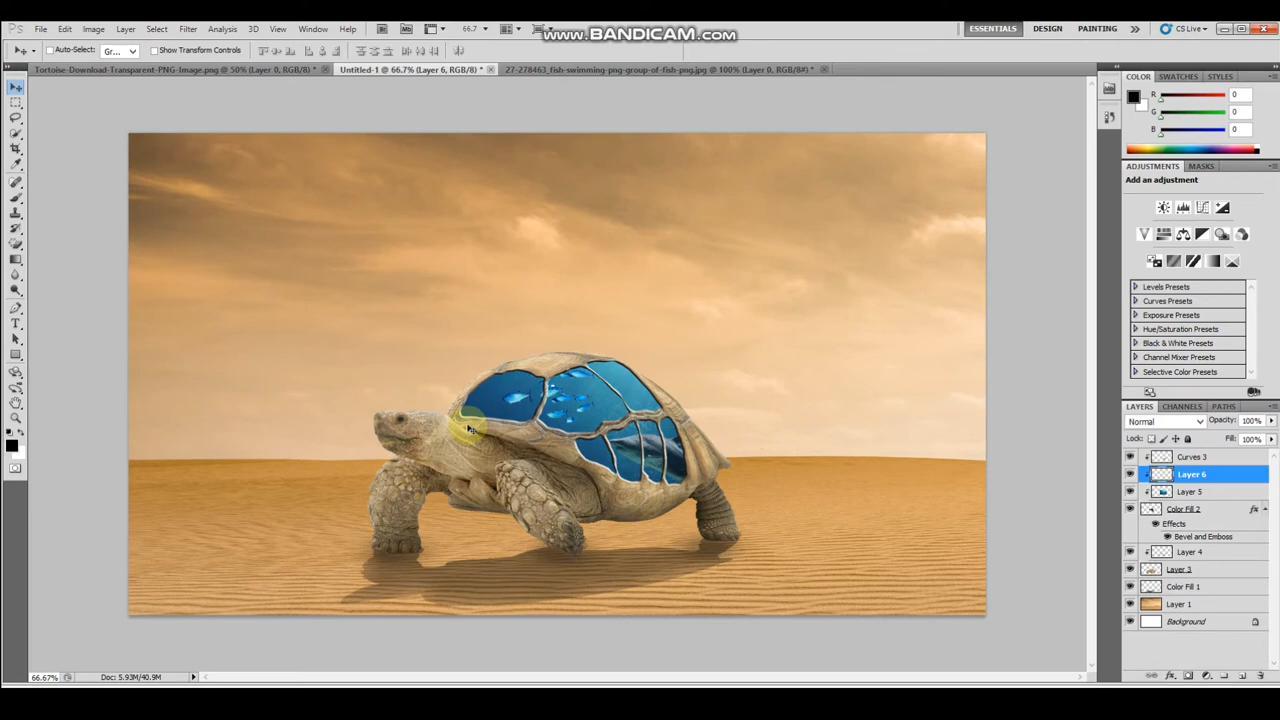 PS File Edit Image Layer Select Filter Analysis 3D View Window Help 66.7 www.BANDICAM.com ESSENTIALS DESIGN PAINTING CS Live
Auto-Select: Gr... Show Transform Controls
Tortoise-Download-Transparent-PNG-Image.png @ 50% (Layer 0, RGB/8) * Untitled-1 @ 66.7% (Layer 6, RGB/8) * 27-278463_fish-swimming-png-group-of-fish-png.jpg @ 100% (Layer 0, RGB/8#) *
COLOR SWATCHES STYLES
R 0
G 0
B 0
ADJUSTMENTS MASKS
Add an adjustment
Levels Presets
Curves Presets
Exposure Presets
Hue/Saturation Presets
Black & White Presets
Channel Mixer Presets
Selective Color Presets
LAYERS CHANNELS PATHS
Normal Opacity: 100%
Lock: Fill: 100%
Curves 3
Layer 6
Layer 5
Color Fill 2 fx
Effects
Bevel and Emboss
Layer 4
Layer 3
Color Fill 1
Layer 1
Background
66.67% Doc: 5.93M/40.9M